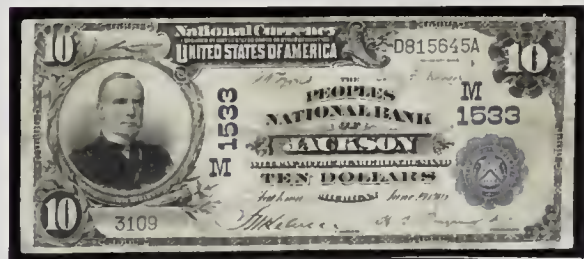 National Currency
UNITED STATES OF AMERICA
10
D815645A
10
THE
PEOPLES
NATIONAL BANK
OF
JACKSON
M
1533
M
1533
TEN DOLLARS
10
3109